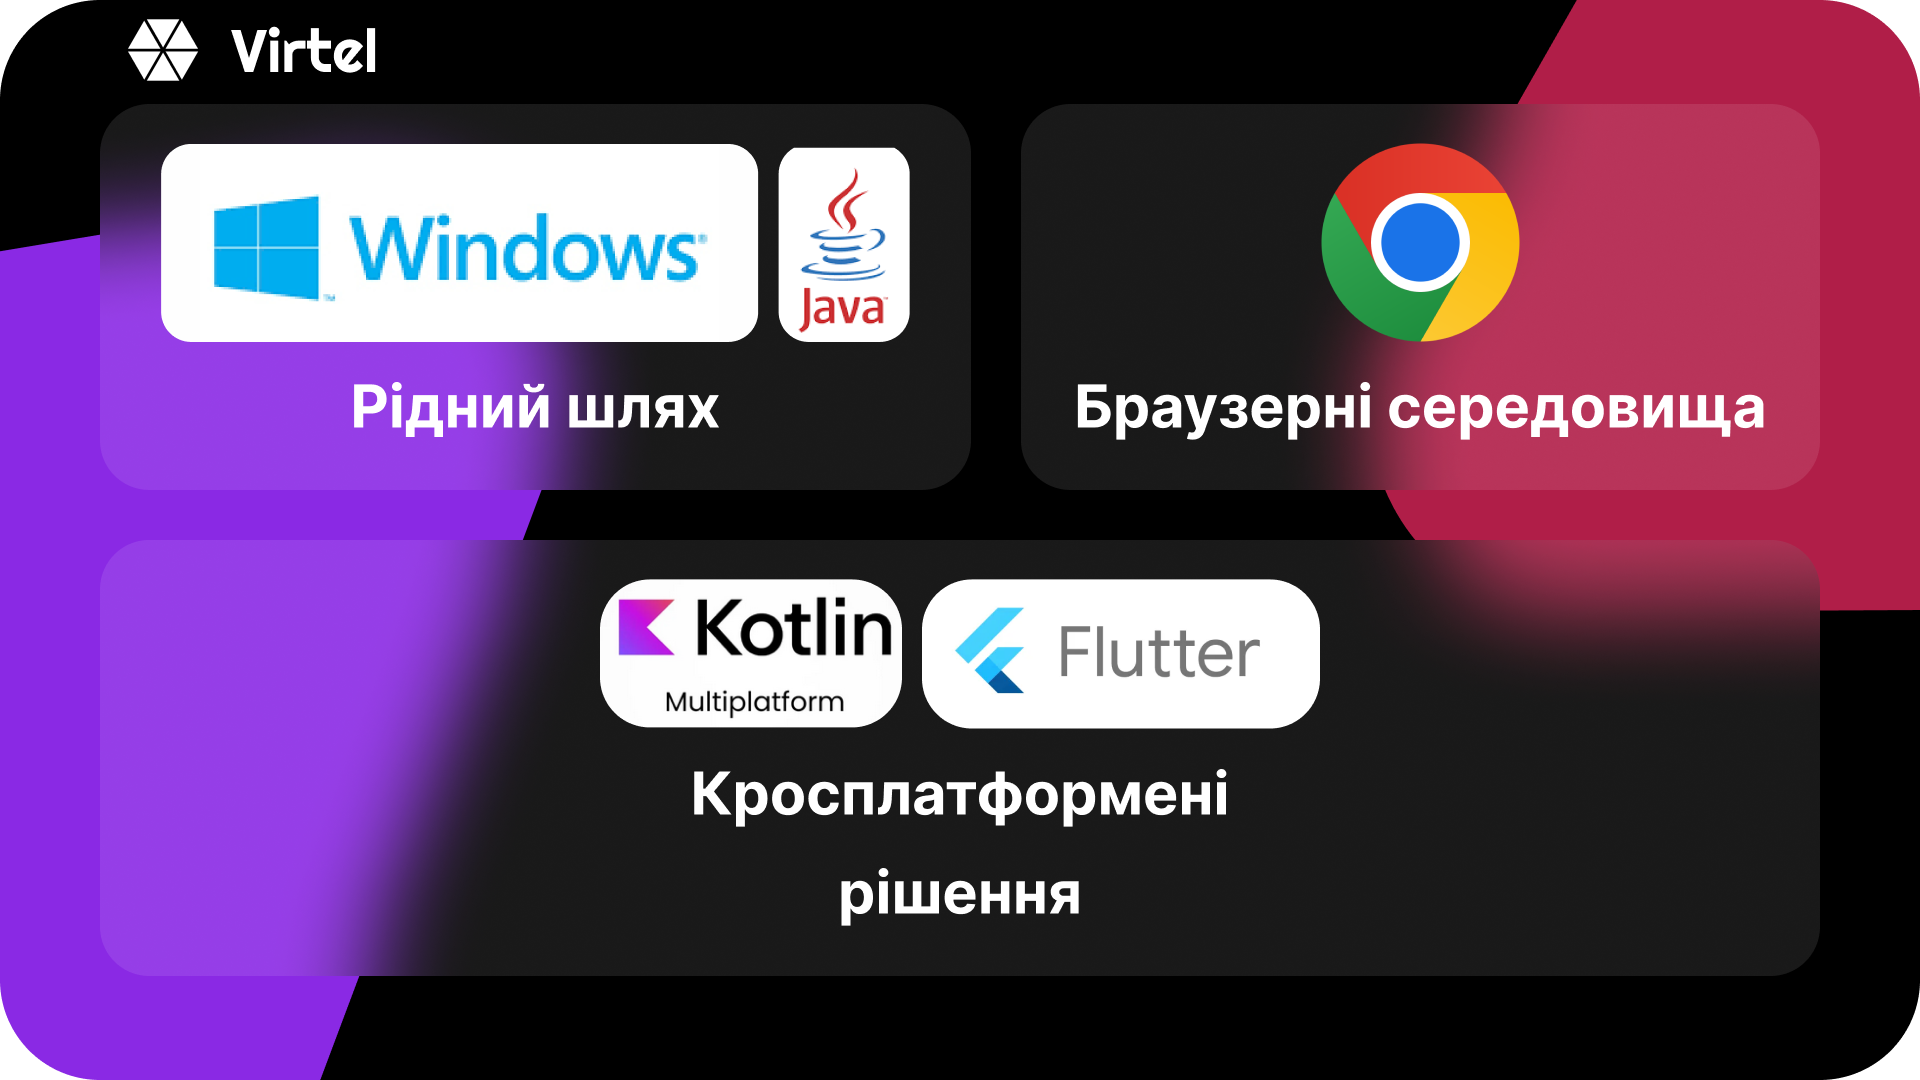 Virtel
Windows
Java
Рідний шлях
Браузерні середовища
Kotlin
Multiplatform
Flutter
Кросплатформені
рішення